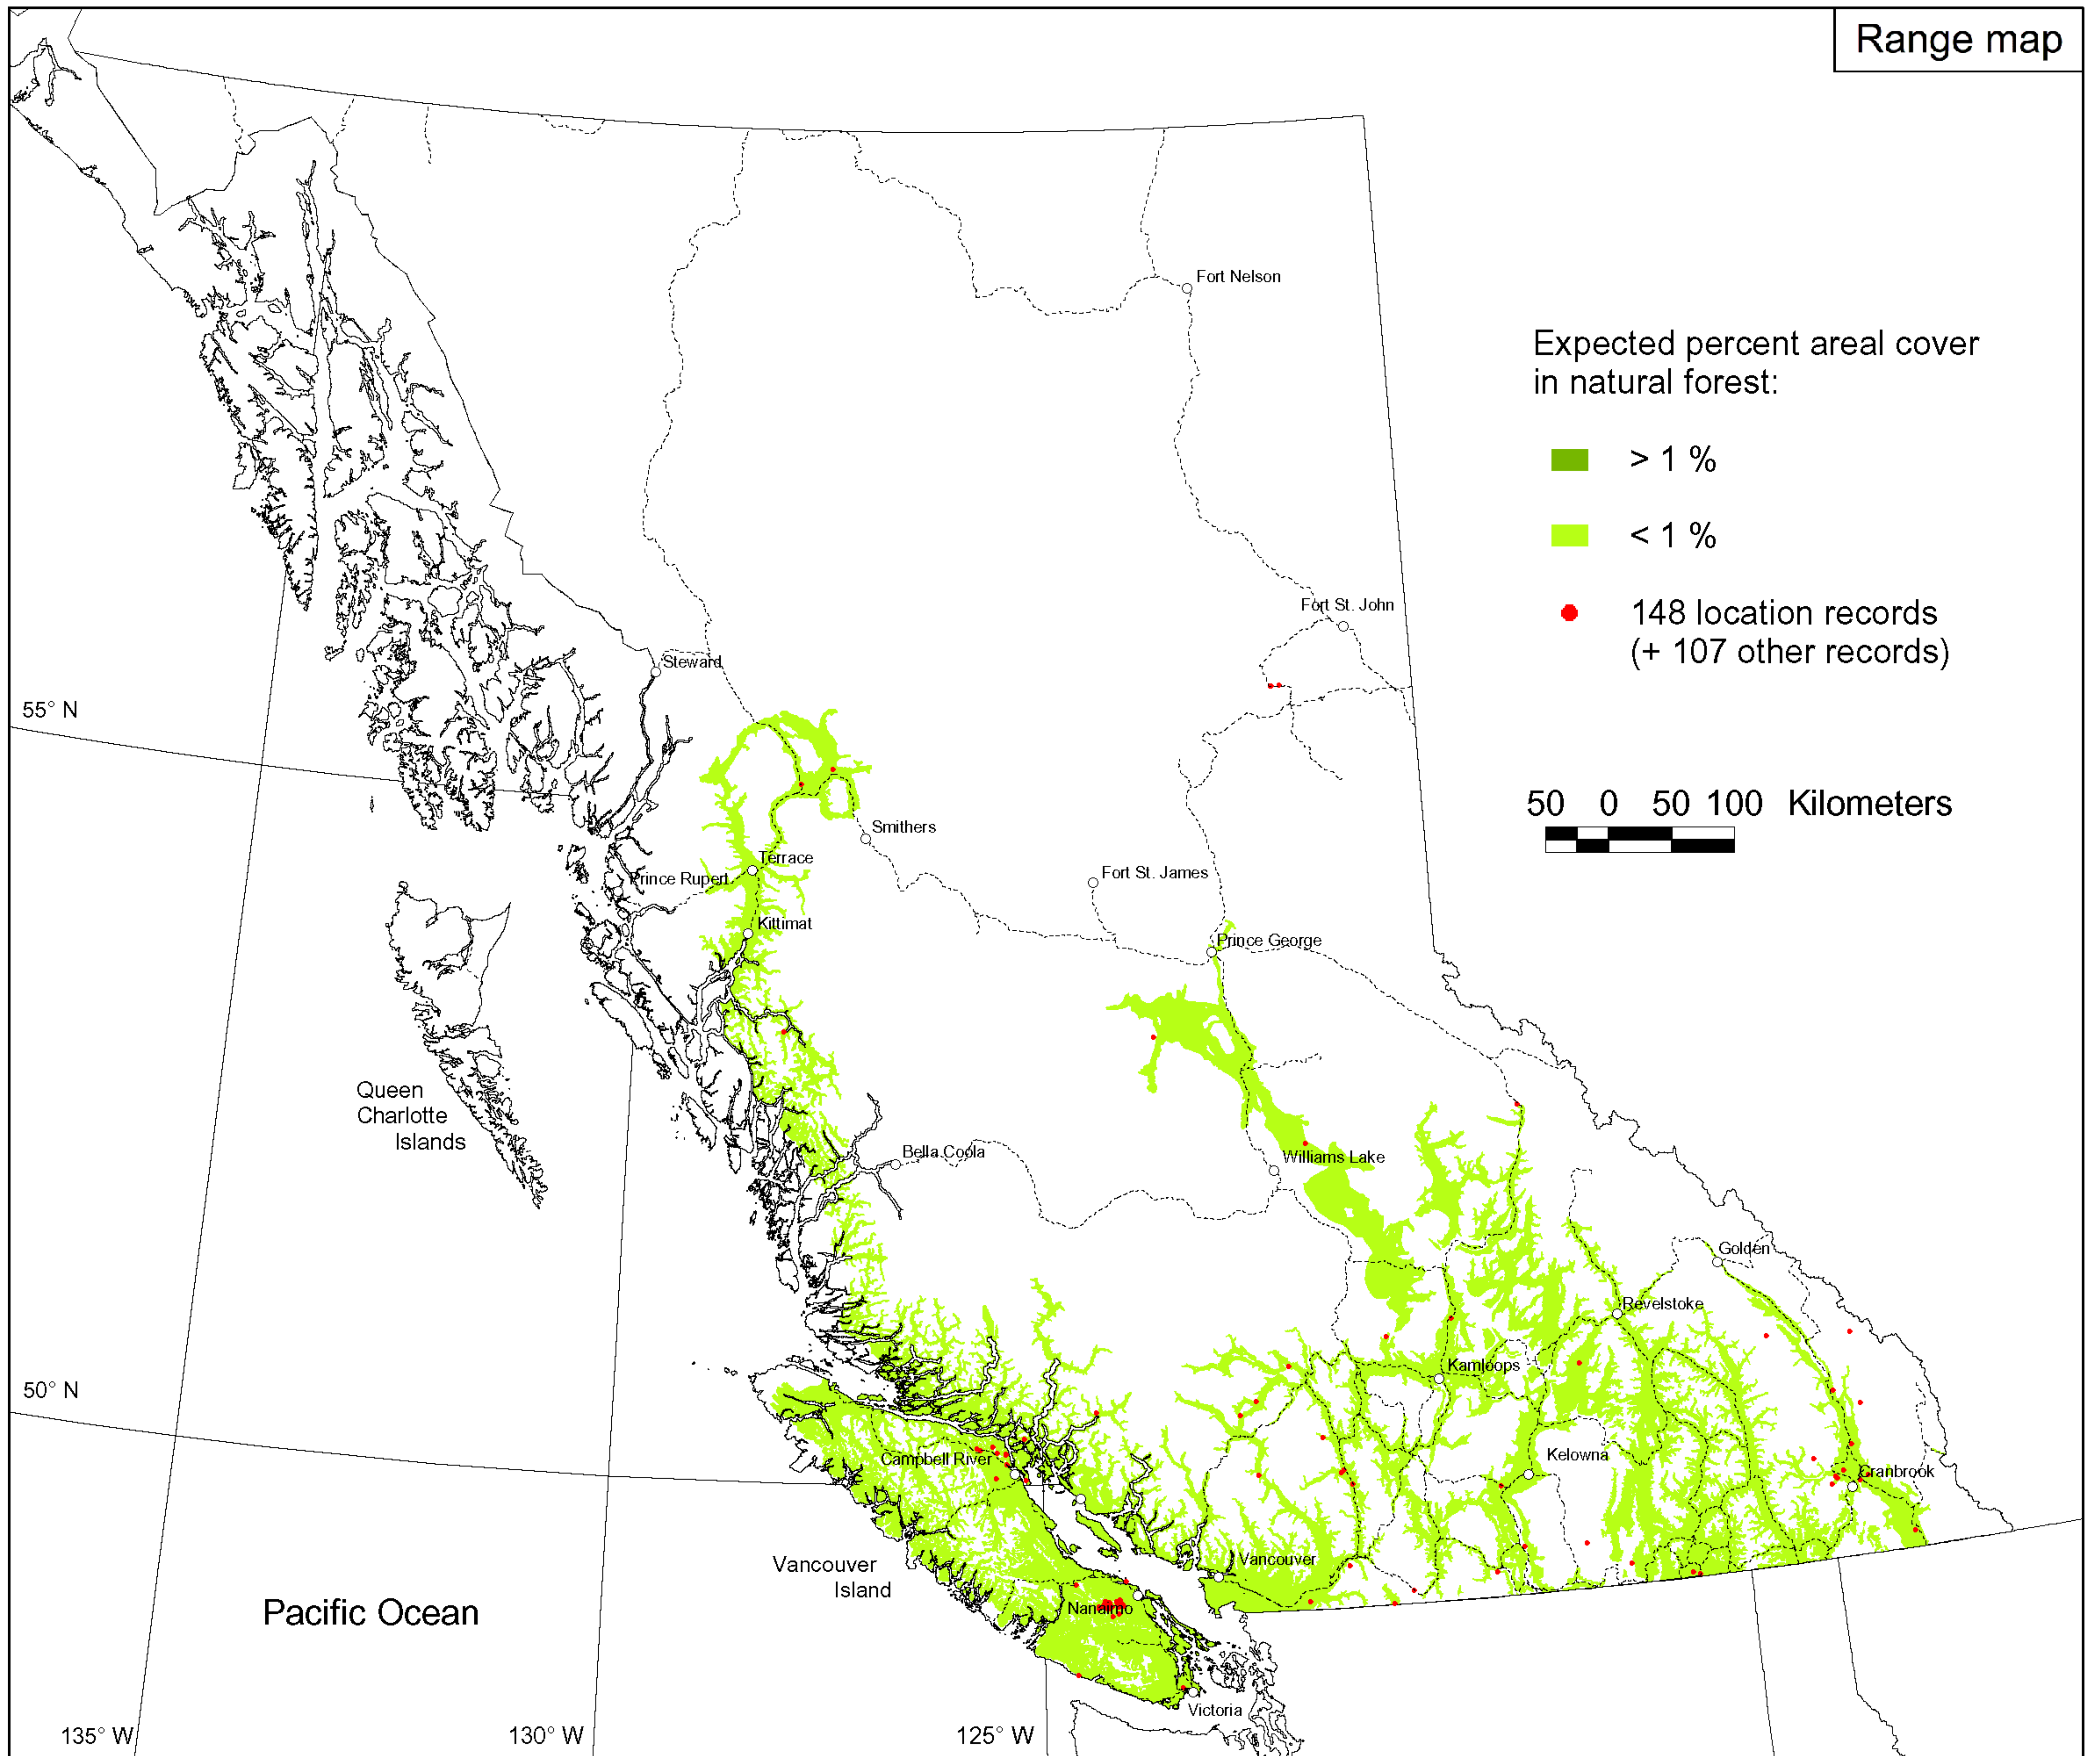 Range map
Fort Nelson
Expected percent areal cover
in natural forest:
> 1 %
< 1 %
Fort St. John
148 location records
(+ 107 other records)
Steward
55° N
50 0 50 100 Kilometers
Smithers
Terrace
Prince Rupert
Fort St. James
Kittimat
Prince George
Queen
Charlotte
Islands
Bella Coola
Williams Lake
Golden
Revelstoke
Kamloops
50° N
Campbell River
Kelowna
Cranbrook
Vancouver
Island
Vancouver
Nanaimo
Pacific Ocean
Victoria
135° W
130° W
125° W